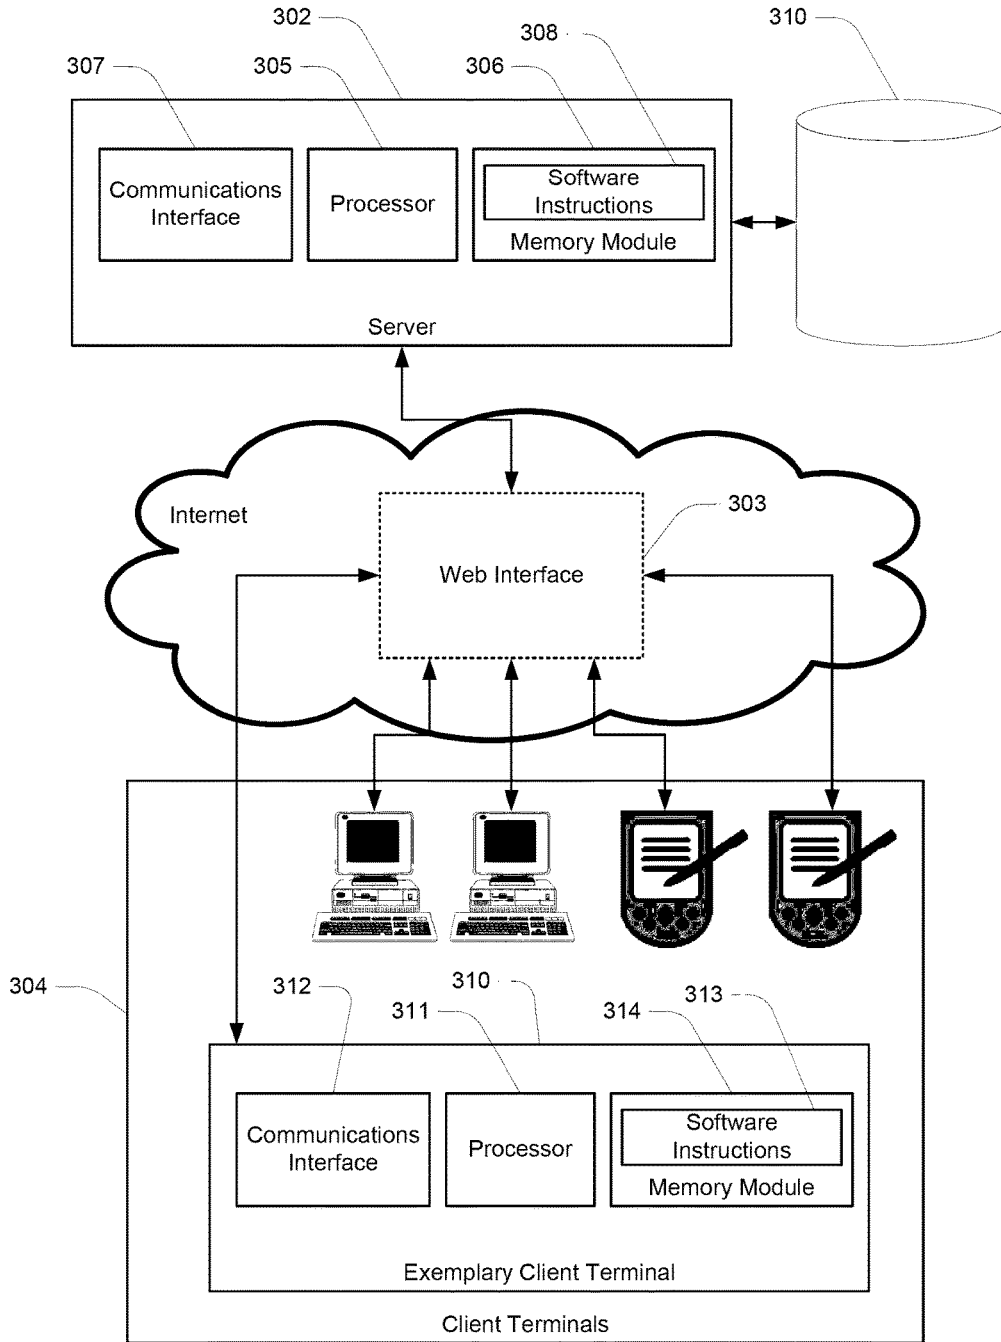 302
308
310
307
305
306
Communications
Interface
Processor
Software
Instructions
Memory Module
Server
Internet
303
Web Interface
304
312
310
313
311
314
Communications
Interface
Processor
Software
Instructions
Memory Module
Exemplary Client Terminal
Client Terminals